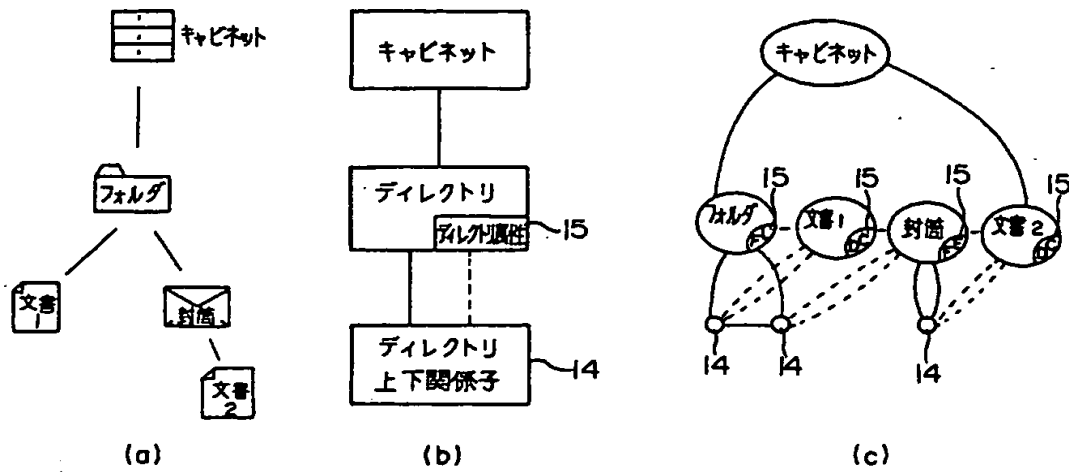 キャビネット
フォルダ
文書
1
封筒
文書
2
(a)
キャビネット
ディレクトリ
ディレクトリ属性
15
ディレクトリ
上下関係子
14
(b)
キャビネット
15
15
15
15
フォルダ
文書1
封筒
文書2
14
14
14
(c)